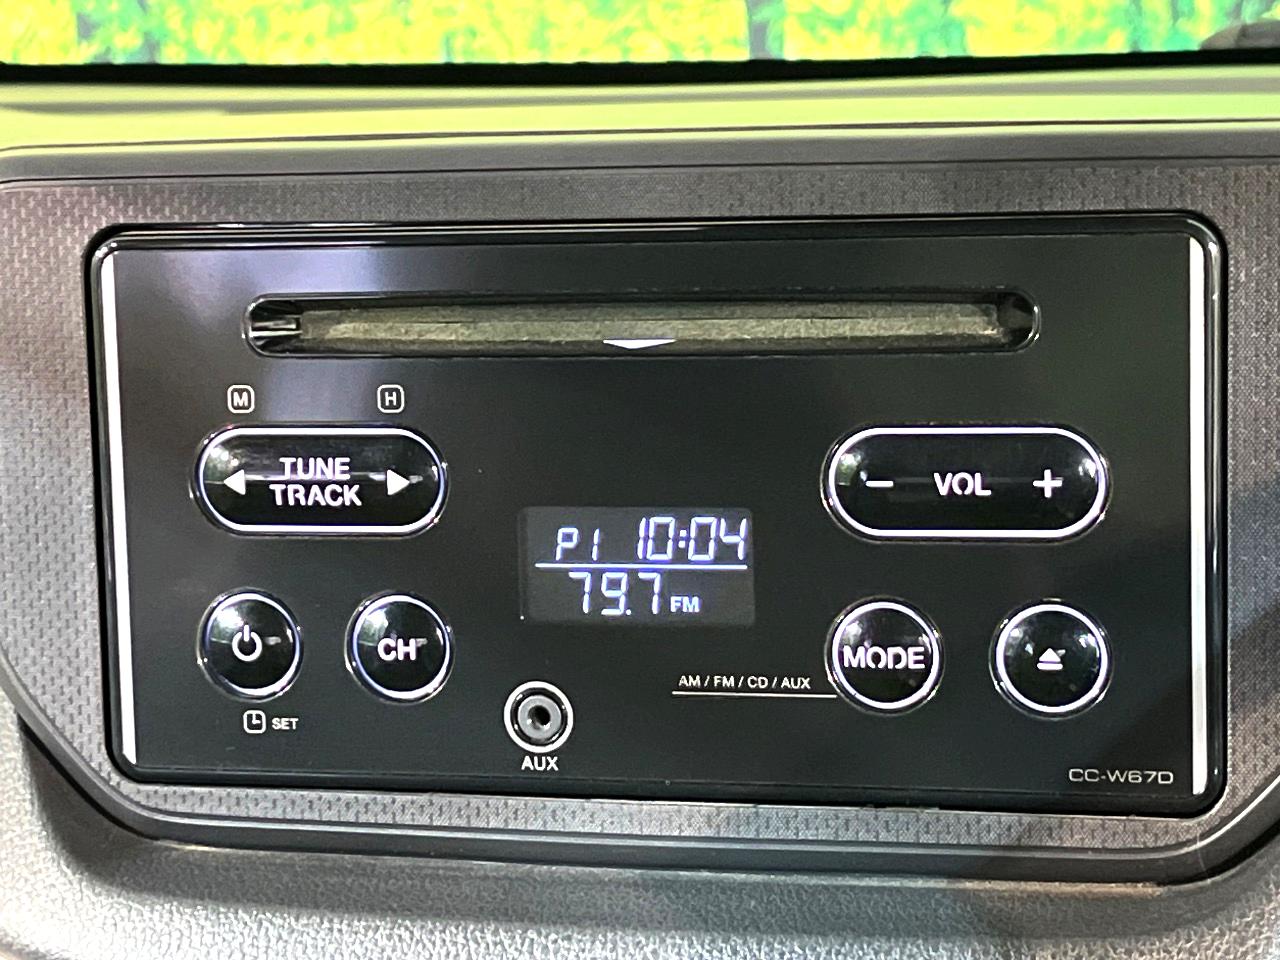 M H
TUNE
TRACK
- VOL +
P1 10:04
79.7 FM
CH
MODE
AM / FM / CD / AUX
SET
AUX
CC-W67D